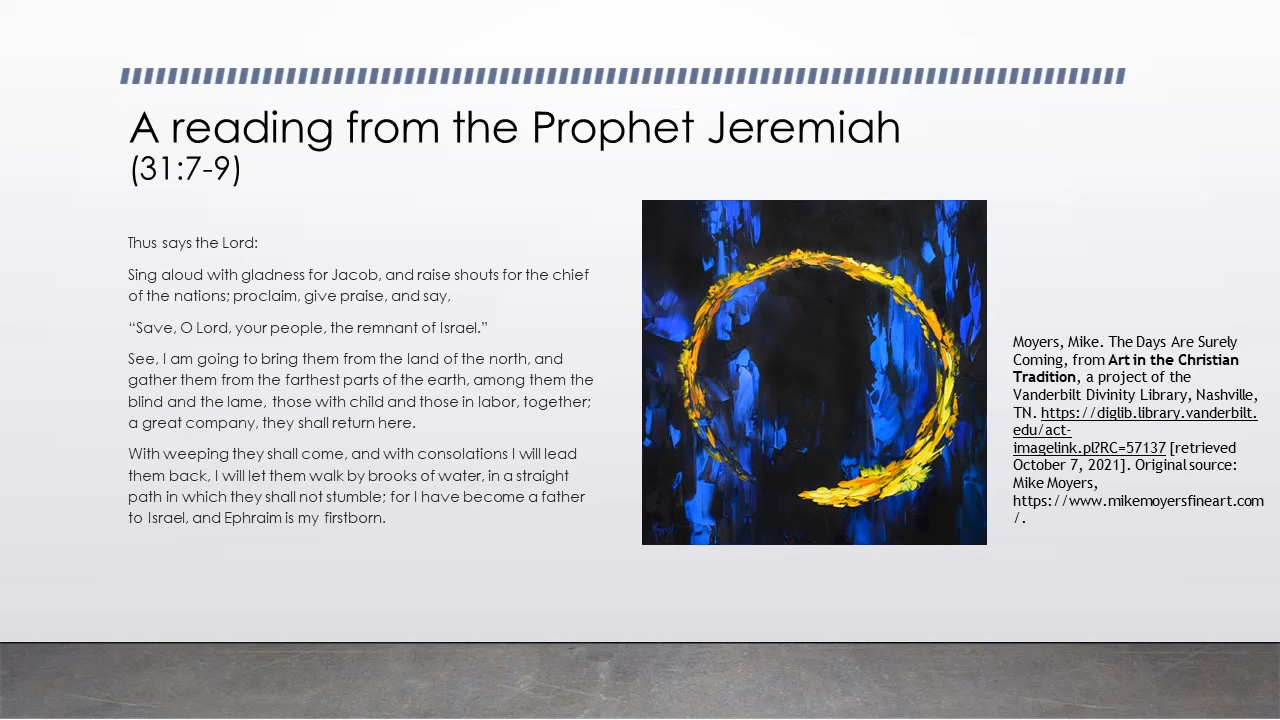 A reading from the Prophet Jeremiah
(31:7-9)
Thus says the Lord:
Sing aloud with gladness for Jacob, and raise shouts for the chief
of the nations; proclaim, give praise, and say,
“Save, O Lord, your people, the remnant of Israel.”
See, I am going to bring them from the land of the north, and
gather them from the farthest parts of the earth, among them the
blind and the lame, those with child and those in labor, together;
a great company, they shall return here.
With weeping they shall come, and with consolations I will lead
them back, I will let them walk by brooks of water, in a straight
path in which they shall not stumble; for I have become a father
to Israel, and Ephraim is my firstborn.
Moyers, Mike. The Days Are Surely
Coming, from Art in the Christian
Tradition, a project of the
Vanderbilt Divinity Library, Nashville,
TN. https://diglib.library.vanderbilt.
edu/act-
imagelink.pl?RC=57137 [retrieved
October 7, 2021]. Original source:
Mike Moyers,
https://www.mikemoyersfineart.com
/.